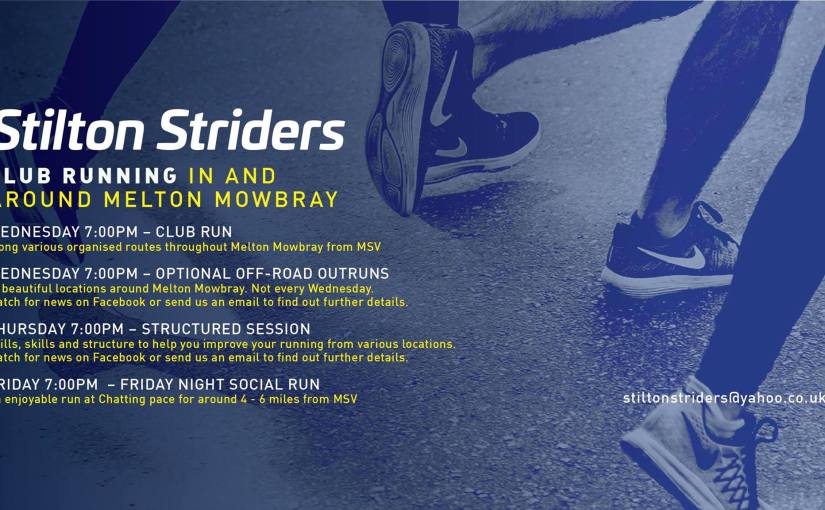 Stilton Striders
LUB RUNNING IN AND
AROUND MELTON MOWBRAY
EDNESDAY 7:00PM – CLUB RUN
ong various organised routes throughout Melton Mowbray from MSV
EDNESDAY 7:00PM – OPTIONAL OFF-ROAD OUTRUNS
beautiful locations around Melton Mowbray. Not every Wednesday.
atch for news on Facebook or send us an email to find out further details.
HURSDAY 7:00PM – STRUCTURED SESSION
ills, skills and structure to help you improve your running from various locations.
atch for news on Facebook or send us an email to find out further details.
RIDAY 7:00PM – FRIDAY NIGHT SOCIAL RUN
enjoyable run at Chatting pace for around 4 - 6 miles from MSV
stiltonstriders@yahoo.co.uk